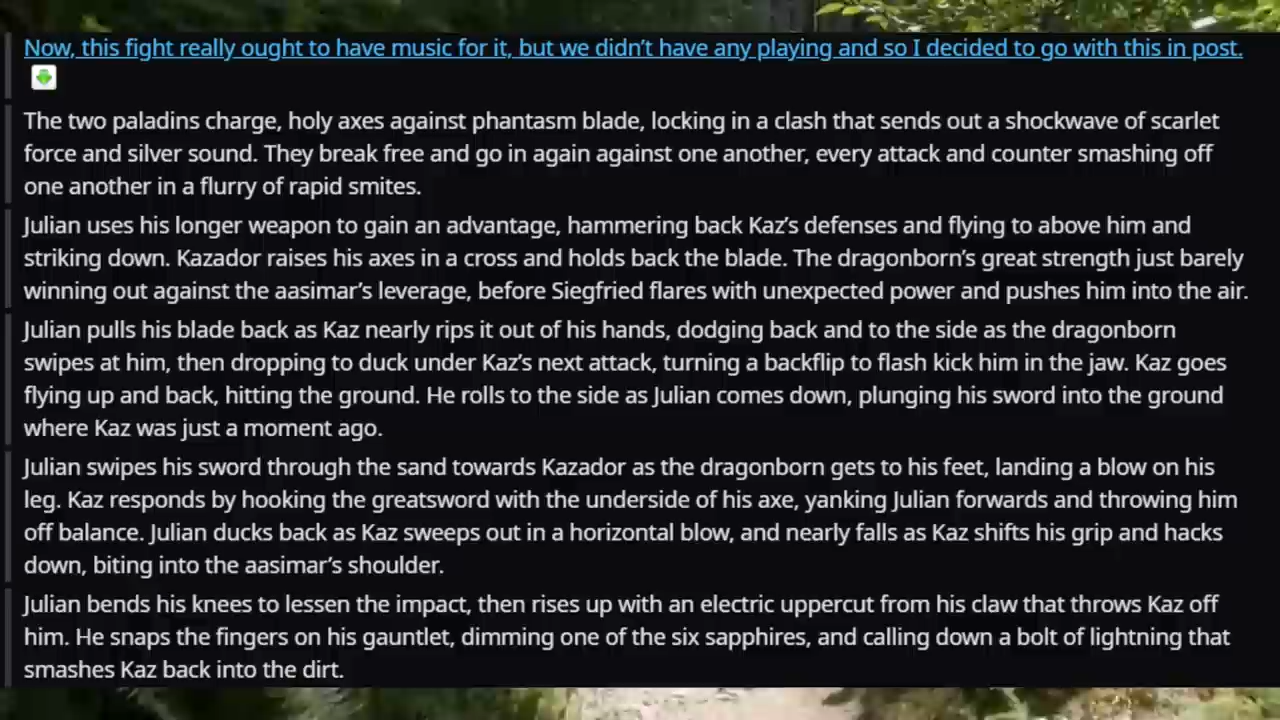 Now, this fight really ought to have music for it, but we didn’t have any playing and so I decided to go with this in post.
The two paladins charge, holy axes against phantasm blade, locking in a clash that sends out a shockwave of scarlet
force and silver sound. They break free and go in again against one another, every attack and counter smashing off
one another in a flurry of rapid smites.
Julian uses his longer weapon to gain an advantage, hammering back Kaz’s defenses and flying to above him and
striking down. Kazador raises his axes in a cross and holds back the blade. The dragonborn’s great strength just barely
winning out against the aasimar’s leverage, before Siegfried flares with unexpected power and pushes him into the air.
Julian pulls his blade back as Kaz nearly rips it out of his hands, dodging back and to the side as the dragonborn
swipes at him, then dropping to duck under Kaz’s next attack, turning a backflip to flash kick him in the jaw. Kaz goes
flying up and back, hitting the ground. He rolls to the side as Julian comes down, plunging his sword into the ground
where Kaz was just a moment ago.
Julian swipes his sword through the sand towards Kazador as the dragonborn gets to his feet, landing a blow on his
leg. Kaz responds by hooking the greatsword with the underside of his axe, yanking Julian forwards and throwing him
off balance. Julian ducks back as Kaz sweeps out in a horizontal blow, and nearly falls as Kaz shifts his grip and hacks
down, biting into the aasimar’s shoulder.
Julian bends his knees to lessen the impact, then rises up with an electric uppercut from his claw that throws Kaz off
him. He snaps the fingers on his gauntlet, dimming one of the six sapphires, and calling down a bolt of lightning that
smashes Kaz back into the dirt.